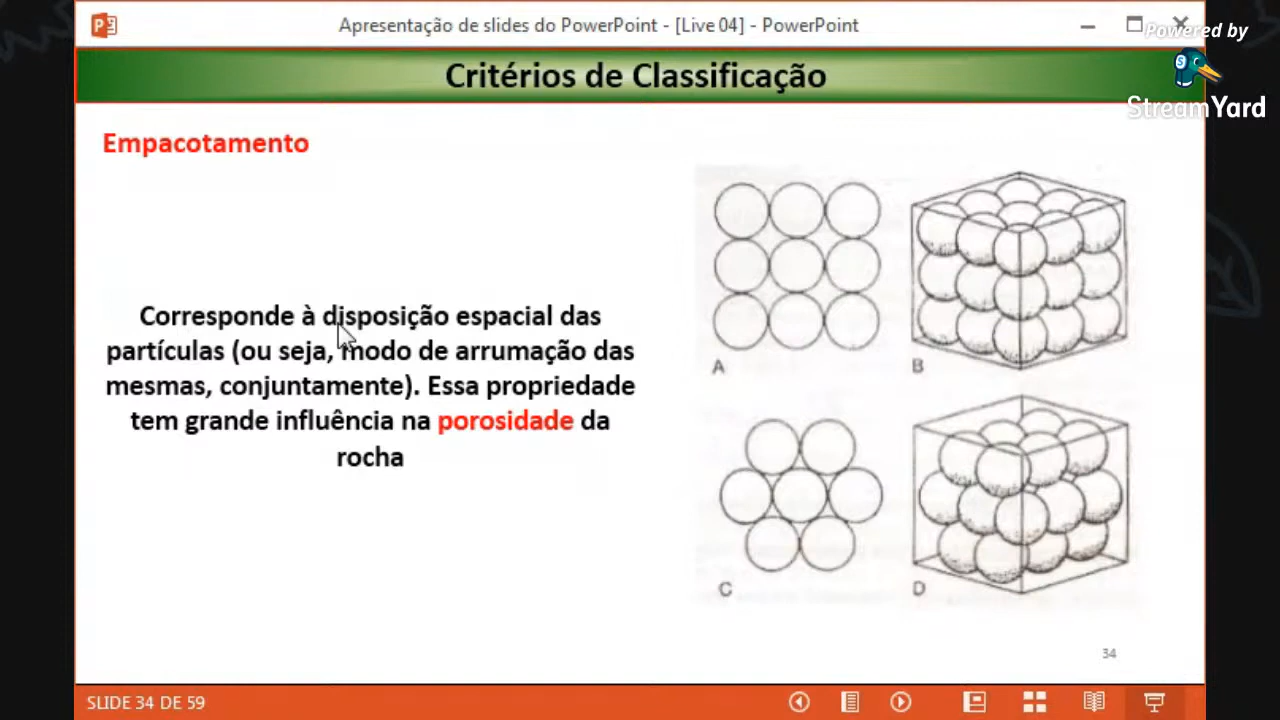 Apresentação de slides do PowerPoint - [Live 04] - PowerPoint
Powered by
StreamYard
Critérios de Classificação
Empacotamento
Corresponde à disposição espacial das
partículas (ou seja, modo de arrumação das
mesmas, conjuntamente). Essa propriedade
tem grande influência na porosidade da
rocha
A
B
C
D
34
SLIDE 34 DE 59